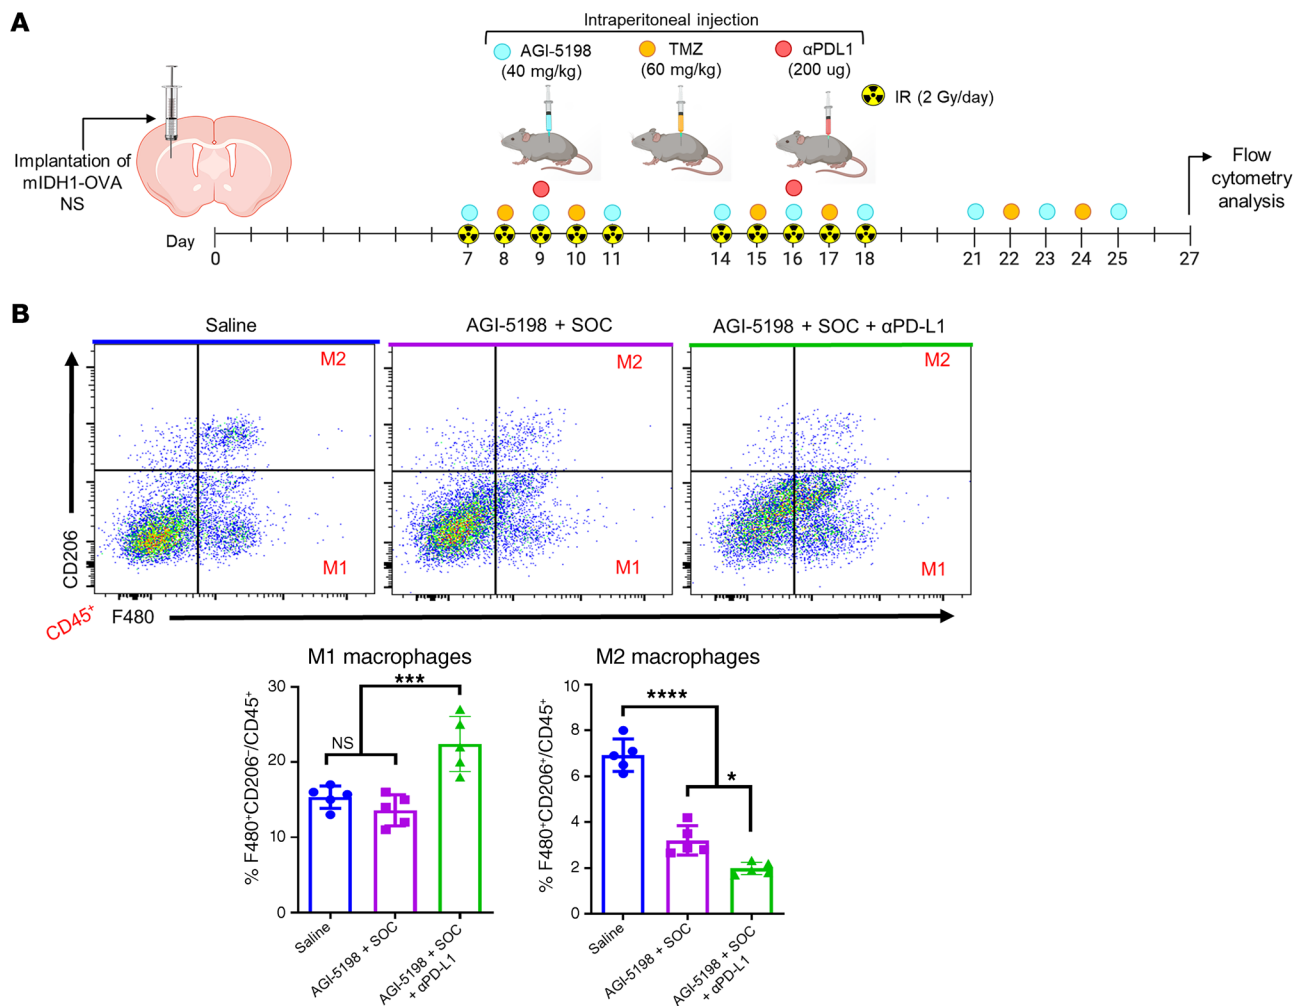 A
Intraperitoneal injection
AGI-5198
(40 mg/kg)
TMZ
(60 mg/kg)
αPDL1
(200 ug)
IR (2 Gy/day)
Implantation of
mIDH1-OVA
NS
Flow
cytometry
analysis
Day
0 7 8 9 10 11 14 15 16 17 18 21 22 23 24 25 27
B
Saline
AGI-5198 + SOC
AGI-5198 + SOC + αPD-L1
M2
M2
M2
M1
M1
M1
CD206
CD45⁺
F480
M1 macrophages
% F480⁺CD206⁻/CD45⁺
30
20
10
0
NS
***
Saline
AGI-5198 + SOC
AGI-5198 + SOC
+ αPD-L1
M2 macrophages
% F480⁺CD206⁺/CD45⁺
10
8
6
4
2
0
****
*
Saline
AGI-5198 + SOC
AGI-5198 + SOC
+ αPD-L1